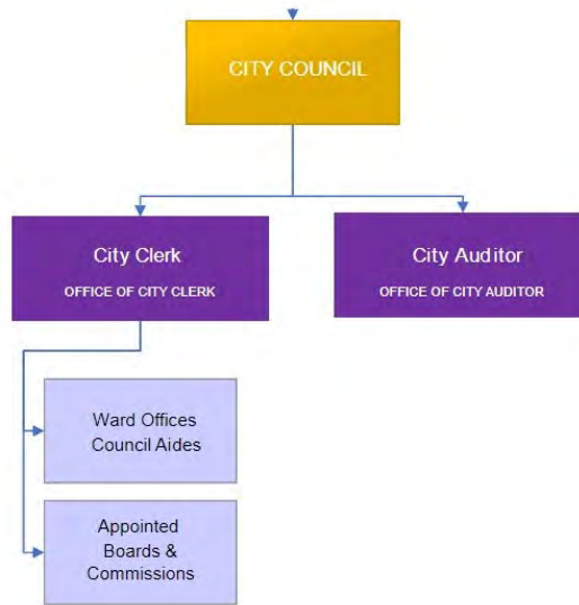 CITY COUNCIL
City Clerk
OFFICE OF CITY CLERK
City Auditor
OFFICE OF CITY AUDITOR
Ward Offices
Council Aides
Appointed
Boards &
Commissions